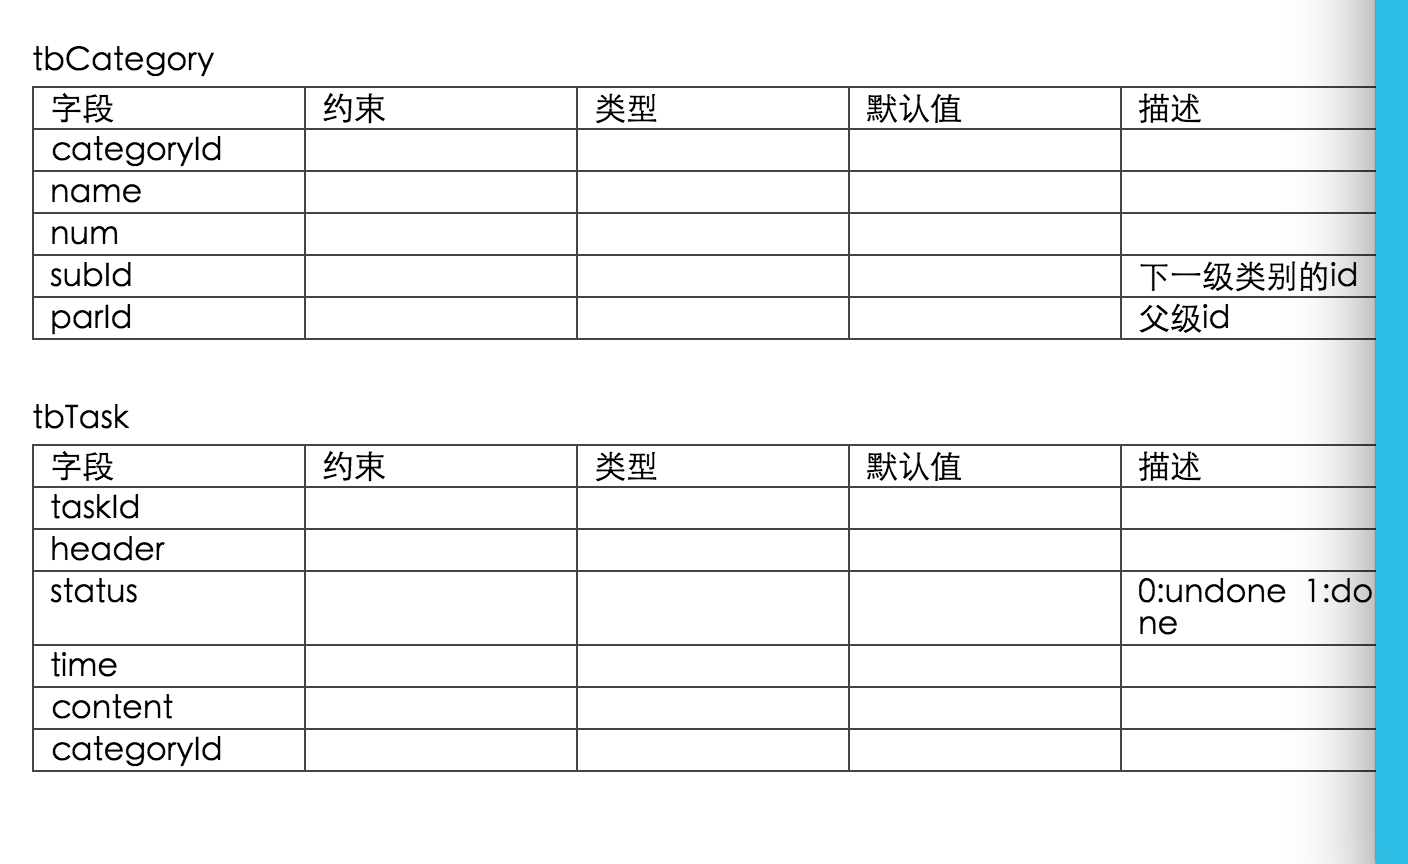 tbCategory
字段 约束 类型 默认值 描述
categoryId
name
num
subId 下一级类别的id
parId 父级id
tbTask
字段 约束 类型 默认值 描述
taskId
header
status 0:undone 1:do
ne
time
content
categoryId